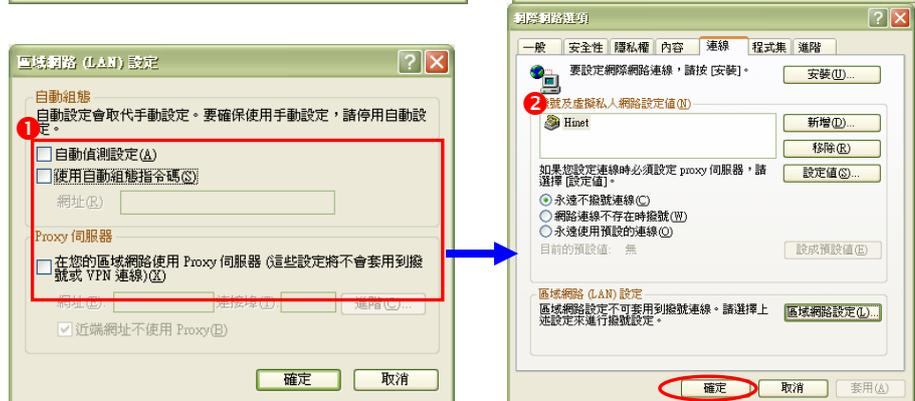 區域網路 (LAN) 設定
自動組態
自動設定會取代手動設定。要確保使用手動設定，請停用自動設
定。
1
自動偵測設定(A)
使用自動組態指令碼(S)
網址(R)
Proxy 伺服器
在您的區域網路使用 Proxy 伺服器 (這些設定將不會套用到撥
號或 VPN 連線)(X)
網址(E): 連接埠(T): 進階(C)...
近端網址不使用 Proxy(B)
確定 取消
網際網路選項
一般 安全性 隱私權 內容 連線 程式集 進階
要設定網際網路連線，請按 [安裝]。 安裝(U)...
2
號及虛擬私人網路設定值(N)
Hinet
新增(D)...
移除(R)
如果您設定連線時必須設定 proxy 伺服器，請
選擇 [設定值]。
設定值(S)...
永遠不撥號連線(C)
網路連線不存在時撥號(W)
永遠使用預設的連線(O)
目前的預設值: 無 設成預設值(E)
區域網路 (LAN) 設定
區域網路設定不可套用到撥號連線。請選擇上
述設定來進行撥號設定。
區域網路設定(L)...
確定 取消 套用(A)